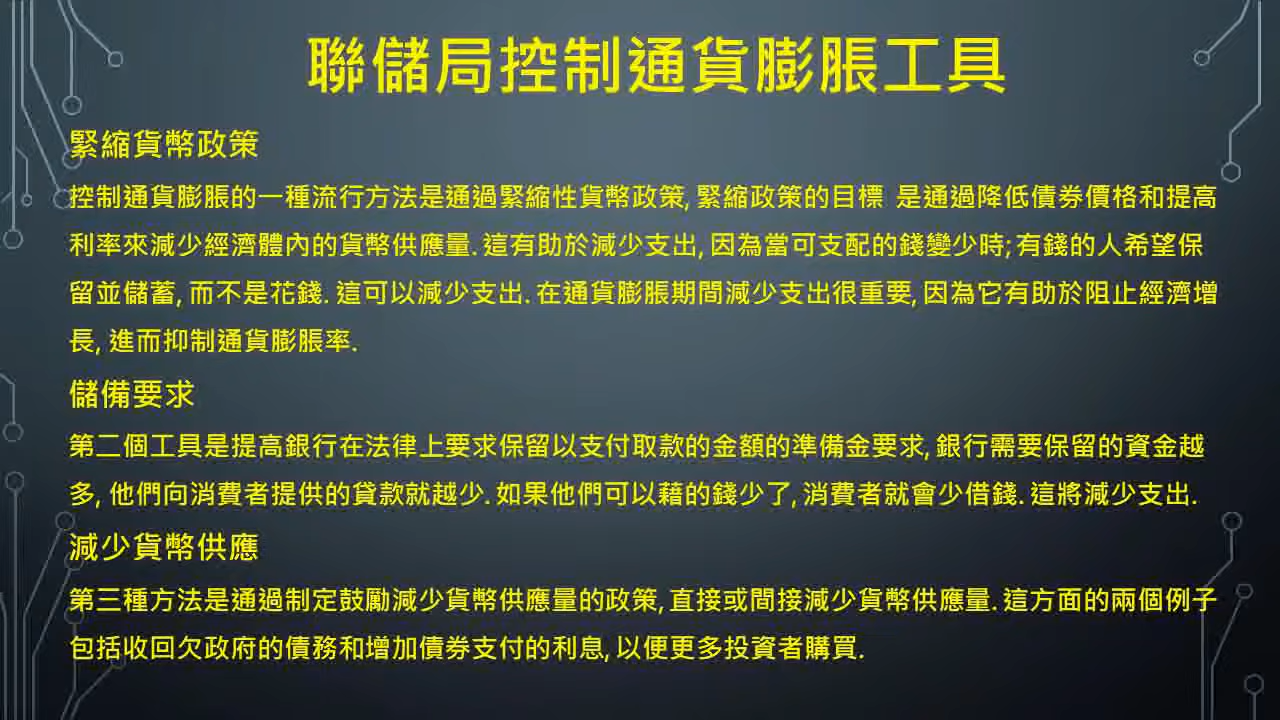 聯儲局控制通貨膨脹工具
緊縮貨幣政策
控制通貨膨脹的一種流行方法是通過緊縮性貨幣政策, 緊縮政策的目標 是通過降低債券價格和提高
利率來減少經濟體內的貨幣供應量. 這有助於減少支出, 因為當可支配的錢變少時; 有錢的人希望保
留並儲蓄, 而不是花錢. 這可以減少支出. 在通貨膨脹期間減少支出很重要, 因為它有助於阻止經濟增
長, 進而抑制通貨膨脹率.
儲備要求
第二個工具是提高銀行在法律上要求保留以支付取款的金額的準備金要求, 銀行需要保留的資金越
多, 他們向消費者提供的貸款就越少. 如果他們可以藉的錢少了, 消費者就會少借錢. 這將減少支出.
減少貨幣供應
第三種方法是通過制定鼓勵減少貨幣供應量的政策, 直接或間接減少貨幣供應量. 這方面的兩個例子
包括收回欠政府的債務和增加債券支付的利息, 以便更多投資者購買.